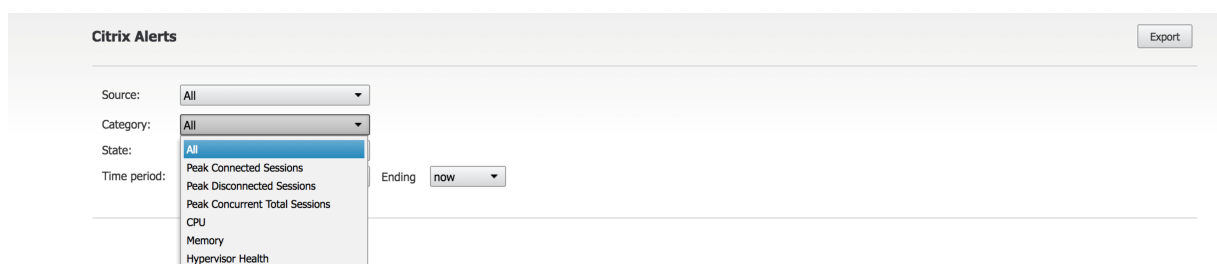 Citrix Alerts
Export
Source: All
Category: All
State: All
Peak Connected Sessions
Time period: Peak Disconnected Sessions Ending now
Peak Concurrent Total Sessions
CPU
Memory
Hypervisor Health